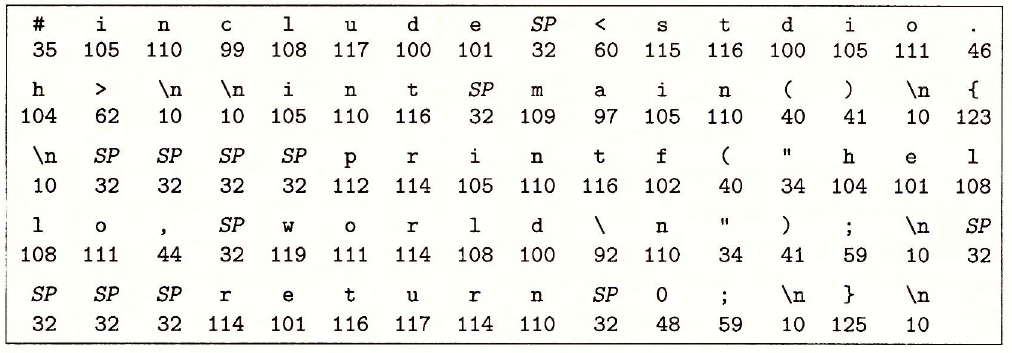 # i n c l u d e SP < s t d i o .
35 105 110 99 108 117 100 101 32 60 115 116 100 105 111 46
h > \n \n i n t SP m a i n ( ) \n {
104 62 10 10 105 110 116 32 109 97 105 110 40 41 10 123
\n SP SP SP SP p r i n t f ( " h e l
10 32 32 32 32 112 114 105 110 116 102 40 34 104 101 108
l o , SP w o r l d \ n " ) ; \n SP
108 111 44 32 119 111 114 108 100 92 110 34 41 59 10 32
SP SP SP r e t u r n SP 0 ; \n } \n
32 32 32 114 101 116 117 114 110 32 48 59 10 125 10